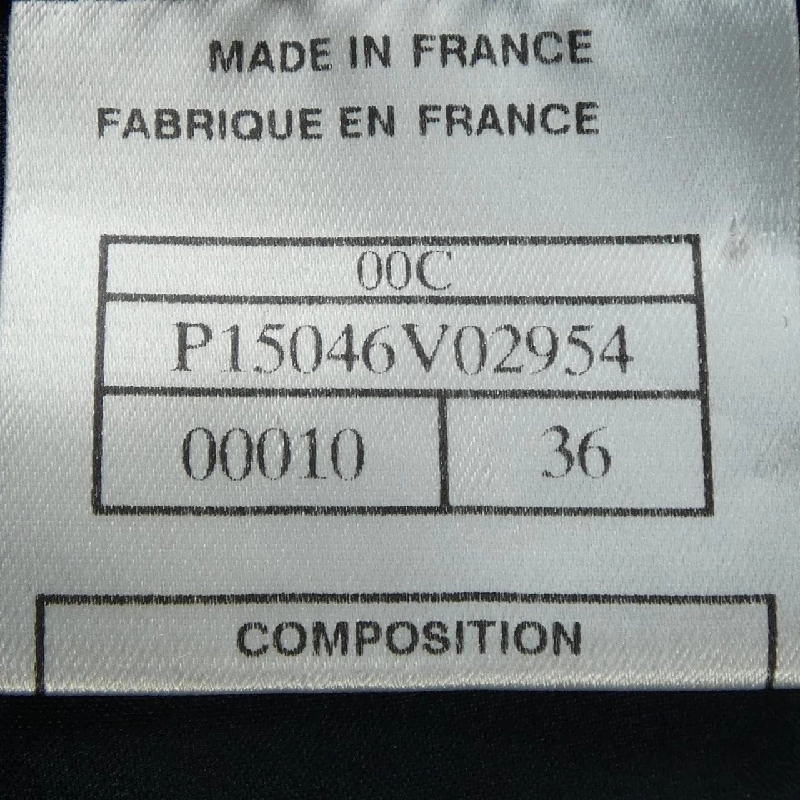 MADE IN FRANCE
FABRIQUE EN FRANCE
00C
P15046V02954
00010 36
COMPOSITION